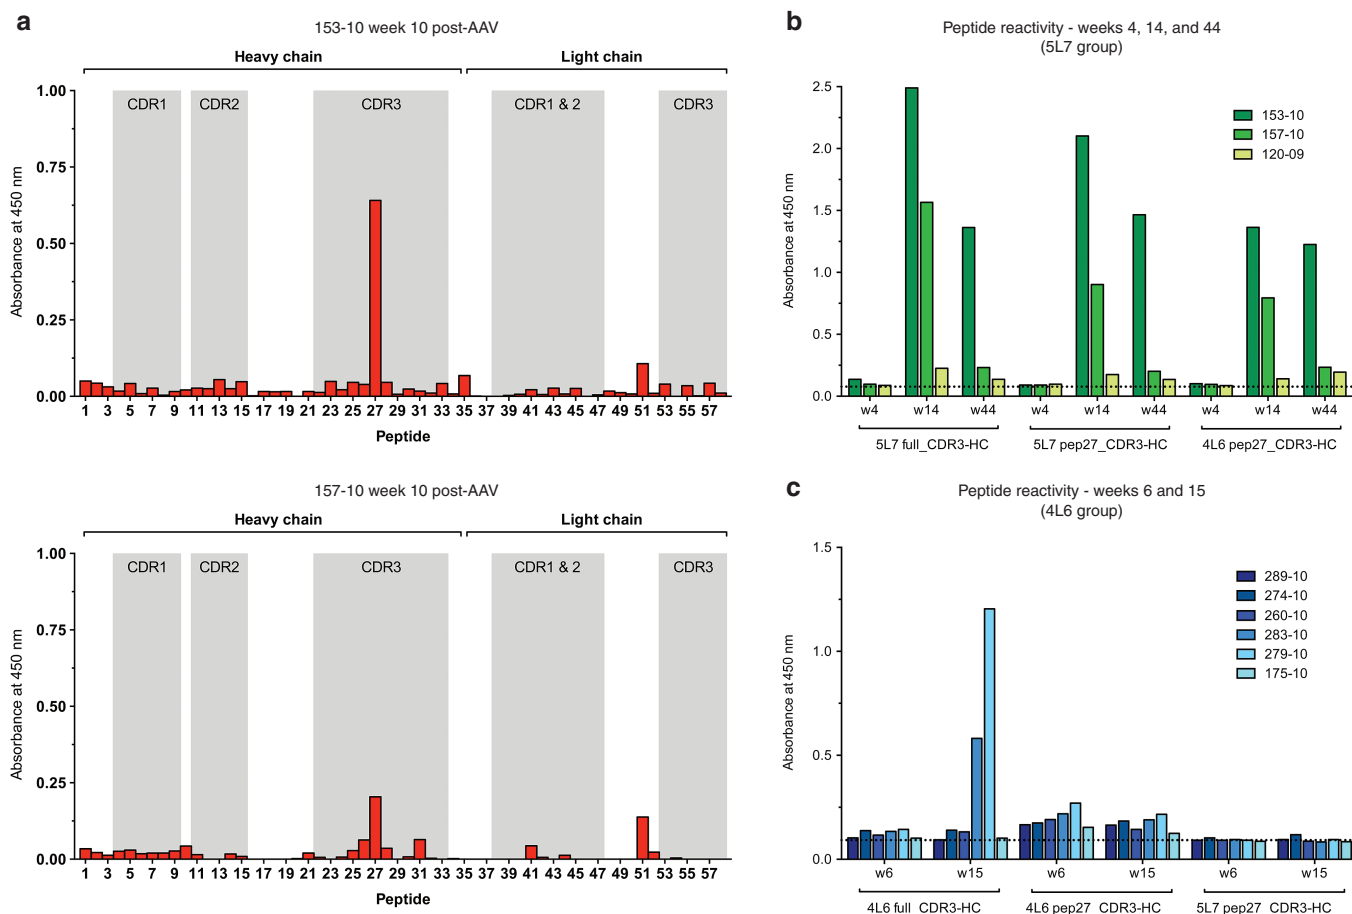 a
153-10 week 10 post-AAV
Heavy chain
Light chain
CDR1
CDR2
CDR3
CDR1 & 2
CDR3
1.00
0.75
0.50
0.25
0.00
Absorbance at 450 nm
1 3 5 7 9 11 13 15 17 19 21 23 25 27 29 31 33 35 37 39 41 43 45 47 49 51 53 55 57
Peptide
157-10 week 10 post-AAV
Heavy chain
Light chain
CDR1
CDR2
CDR3
CDR1 & 2
CDR3
1.00
0.75
0.50
0.25
0.00
Absorbance at 450 nm
1 3 5 7 9 11 13 15 17 19 21 23 25 27 29 31 33 35 37 39 41 43 45 47 49 51 53 55 57
Peptide
b
Peptide reactivity - weeks 4, 14, and 44
(5L7 group)
2.5
2.0
1.5
1.0
0.5
0.0
Absorbance at 450 nm
153-10
157-10
120-09
w4 w14 w44 w4 w14 w44 w4 w14 w44
5L7 full_CDR3-HC
5L7 pep27_CDR3-HC
4L6 pep27_CDR3-HC
c
Peptide reactivity - weeks 6 and 15
(4L6 group)
1.5
1.0
0.5
0.0
Absorbance at 450 nm
289-10
274-10
260-10
283-10
279-10
175-10
w6 w15 w6 w15 w6 w15
4L6 full_CDR3-HC
4L6 pep27_CDR3-HC
5L7 pep27_CDR3-HC